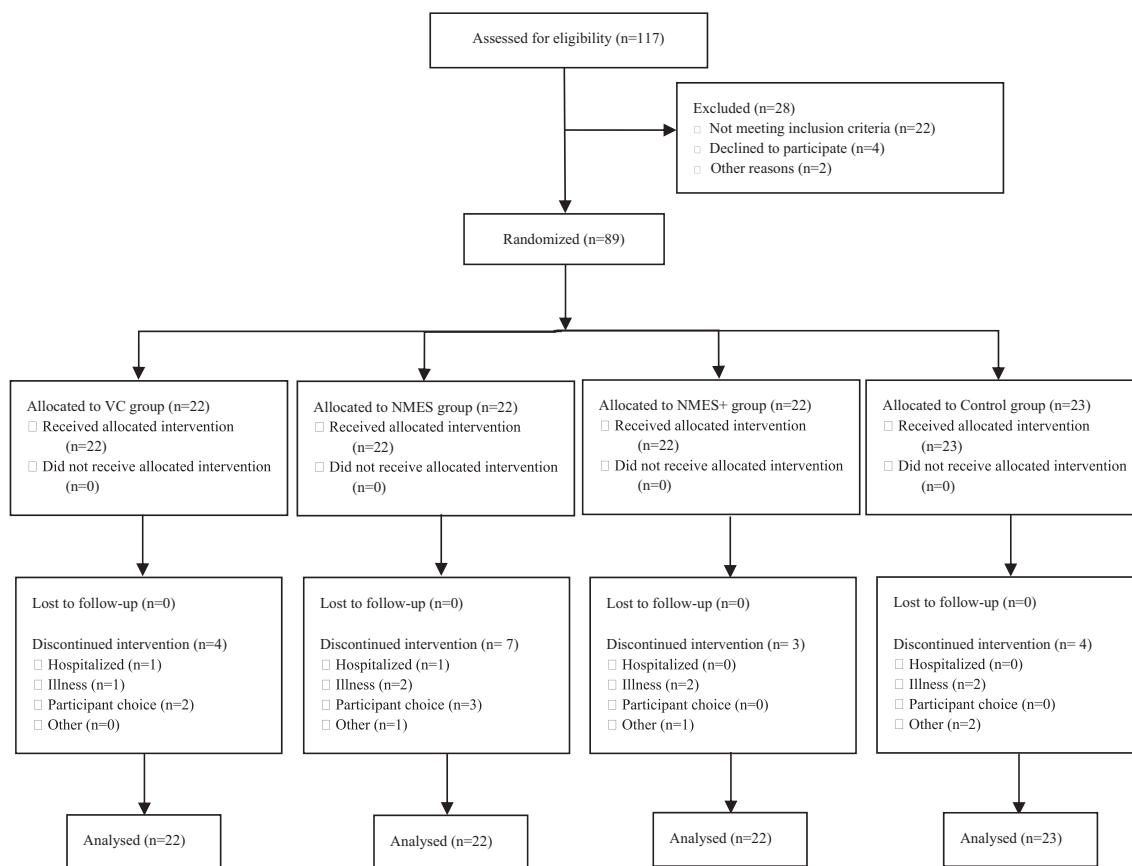 Assessed for eligibility (n=117)
Excluded (n=28)
□ Not meeting inclusion criteria (n=22)
□ Declined to participate (n=4)
□ Other reasons (n=2)
Randomized (n=89)
Allocated to VC group (n=22)
□ Received allocated intervention
(n=22)
□ Did not receive allocated intervention
(n=0)
Allocated to NMES group (n=22)
□ Received allocated intervention
(n=22)
□ Did not receive allocated intervention
(n=0)
Allocated to NMES+ group (n=22)
□ Received allocated intervention
(n=22)
□ Did not receive allocated intervention
(n=0)
Allocated to Control group (n=23)
□ Received allocated intervention
(n=23)
□ Did not receive allocated intervention
(n=0)
Lost to follow-up (n=0)
Discontinued intervention (n=4)
□ Hospitalized (n=1)
□ Illness (n=1)
□ Participant choice (n=2)
□ Other (n=0)
Lost to follow-up (n=0)
Discontinued intervention (n= 7)
□ Hospitalized (n=1)
□ Illness (n=2)
□ Participant choice (n=3)
□ Other (n=1)
Lost to follow-up (n=0)
Discontinued intervention (n= 3)
□ Hospitalized (n=0)
□ Illness (n=2)
□ Participant choice (n=0)
□ Other (n=1)
Lost to follow-up (n=0)
Discontinued intervention (n= 4)
□ Hospitalized (n=0)
□ Illness (n=2)
□ Participant choice (n=0)
□ Other (n=2)
Analysed (n=22)
Analysed (n=22)
Analysed (n=22)
Analysed (n=23)